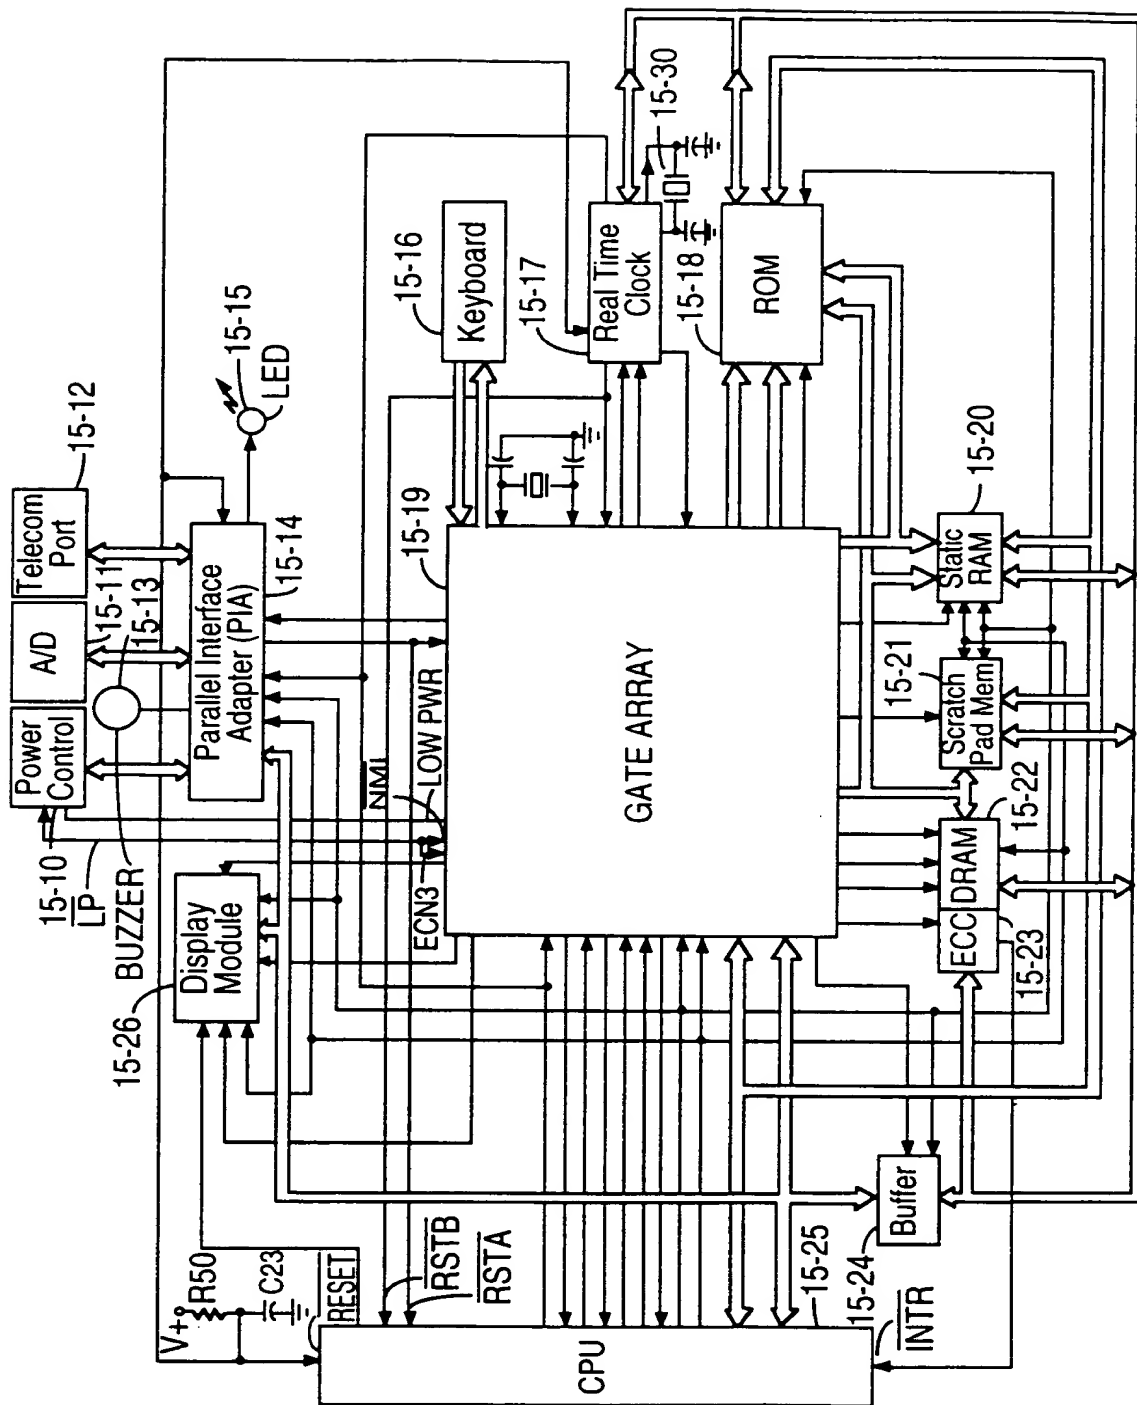 Telecom
Port
15-12
A/D
15-11
15-13
Power
Control
15-10
LP
BUZZER
Parallel Interface
Adapter (PIA)
15-14
15-15
LED
Display
Module
15-26
15-16
Keyboard
15-30
Real Time
Clock
15-17
15-18
ROM
15-19
GATE ARRAY
NMI
LOW PWR
ECN3
15-20
Static
RAM
15-21
Scratch
Pad Mem
15-22
DRAM
ECC
15-23
Buffer
15-24
V+
R50
C23
RESET
RSTB
RSTA
15-25
CPU
INTR